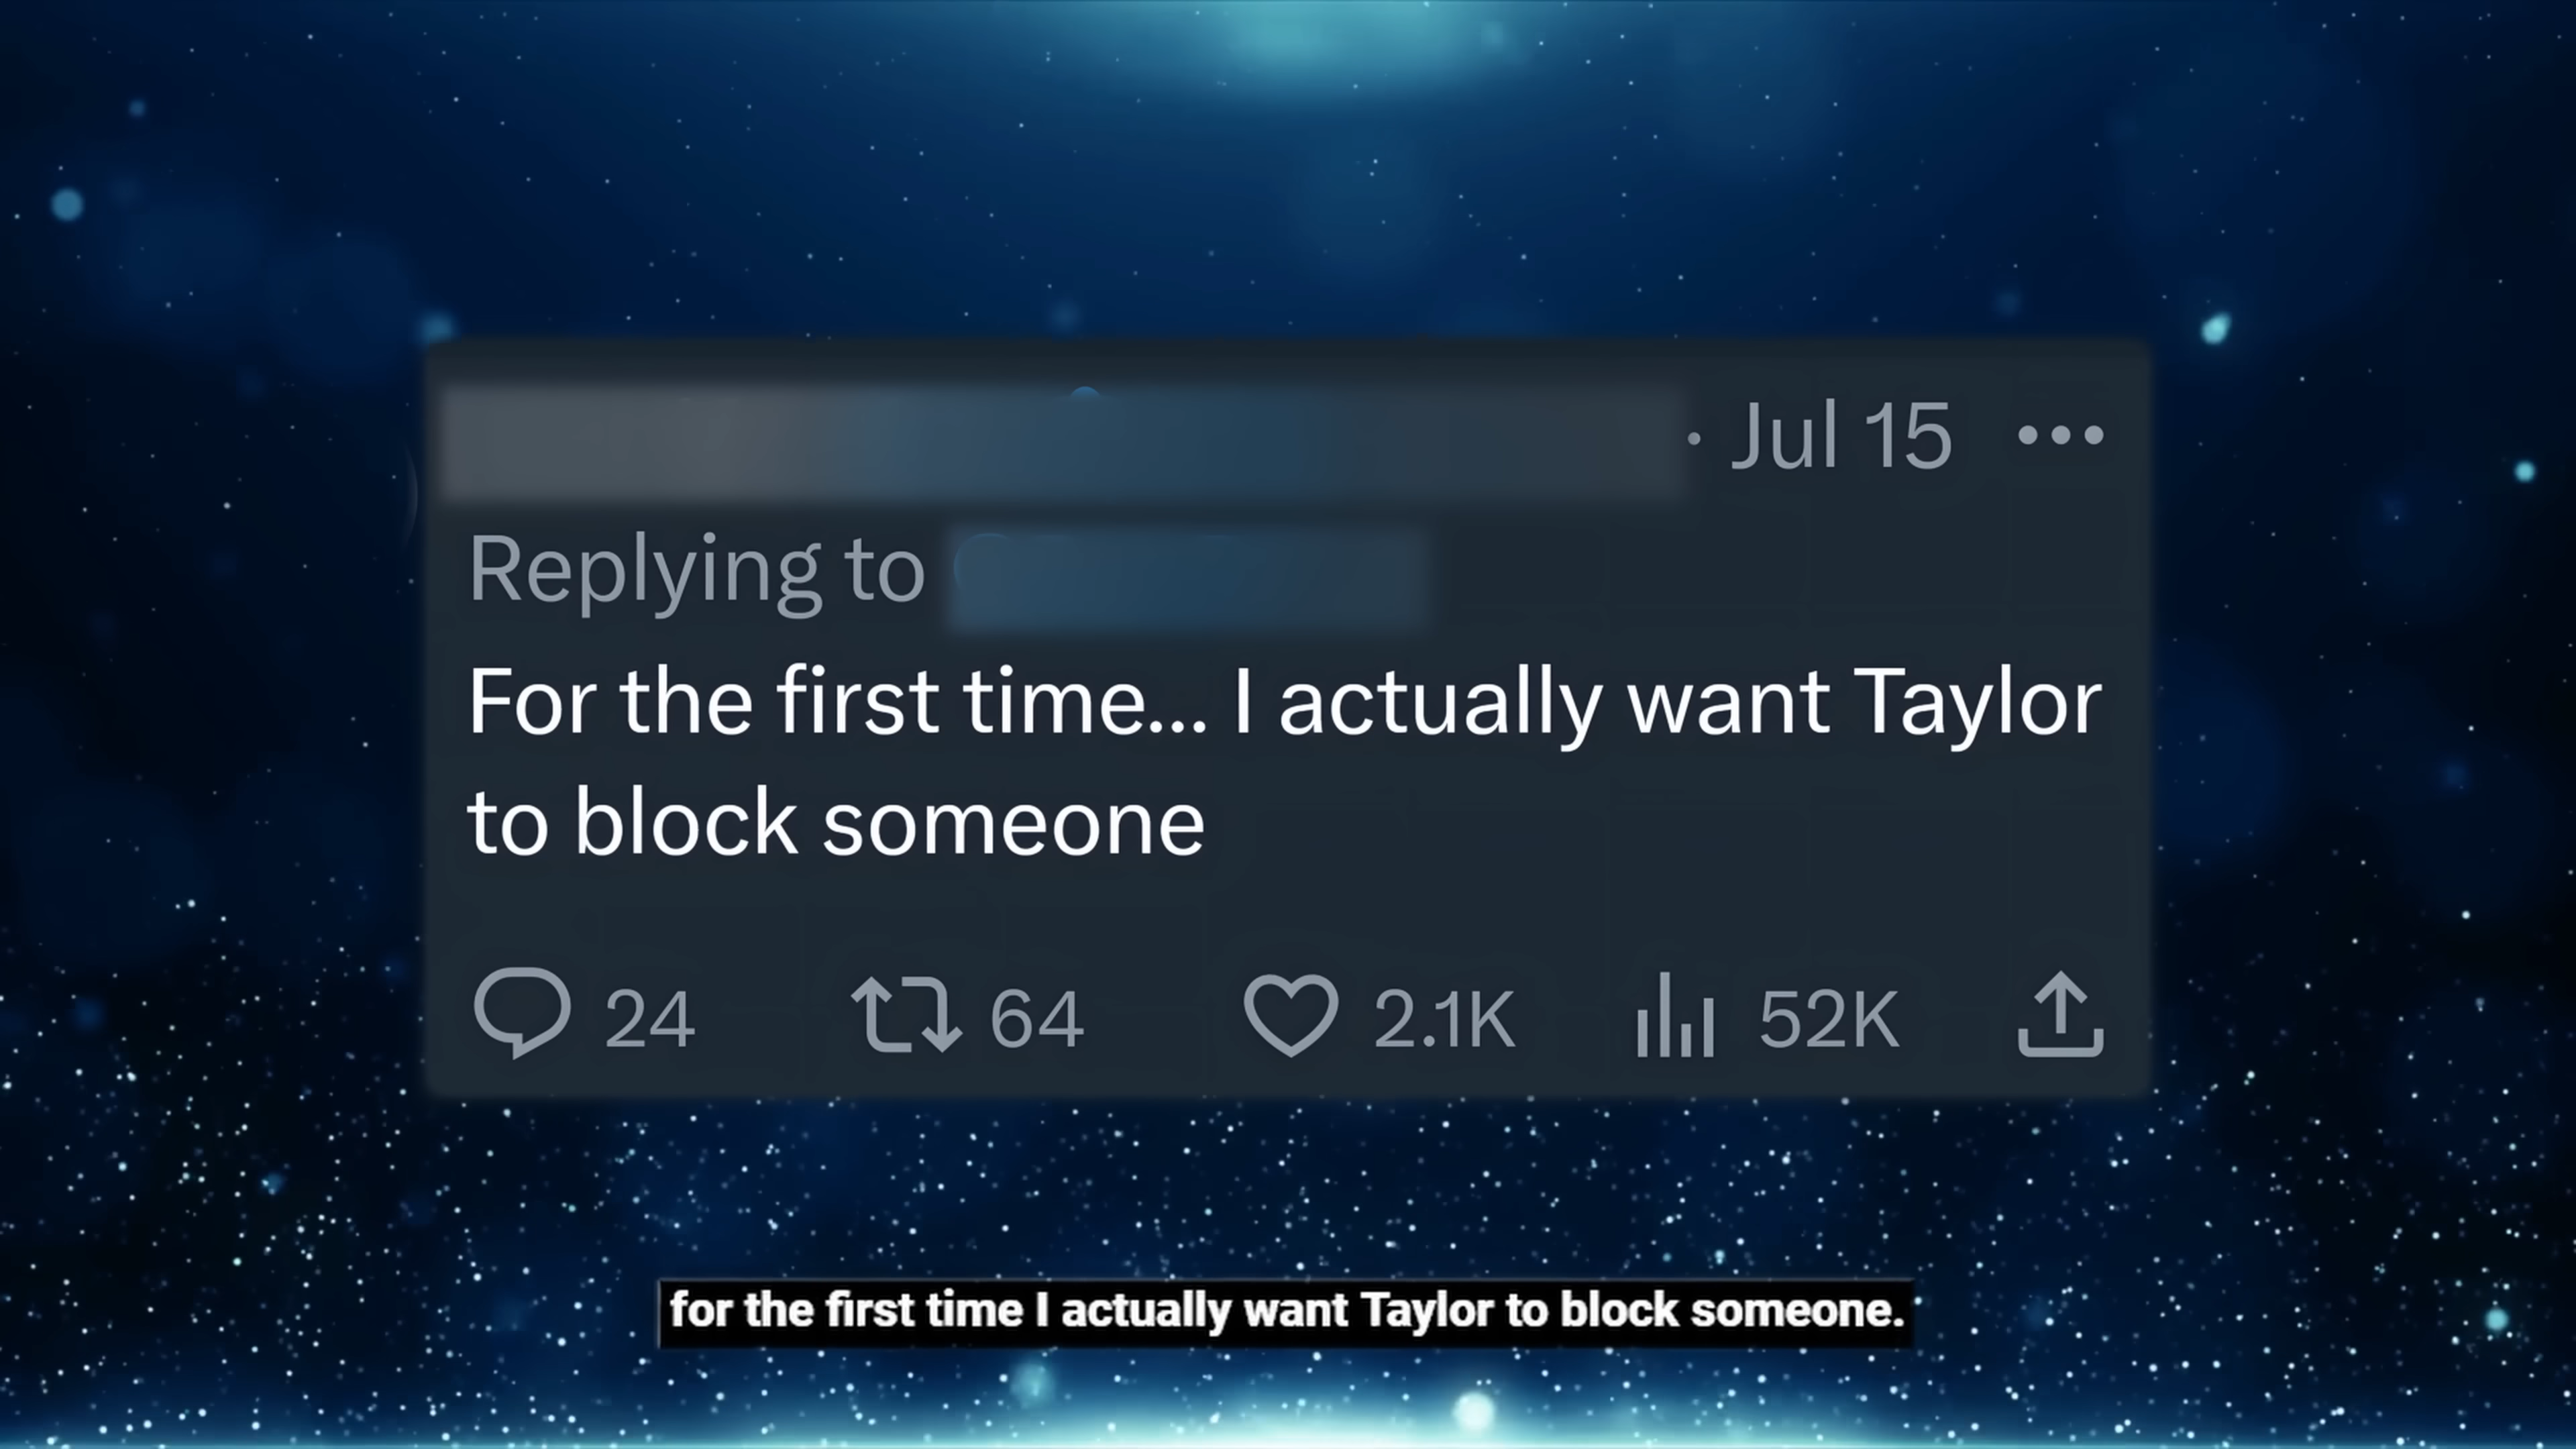 · Jul 15 •••
Replying to
For the first time... I actually want Taylor
to block someone
24 64 2.1K 52K
for the first time I actually want Taylor to block someone.